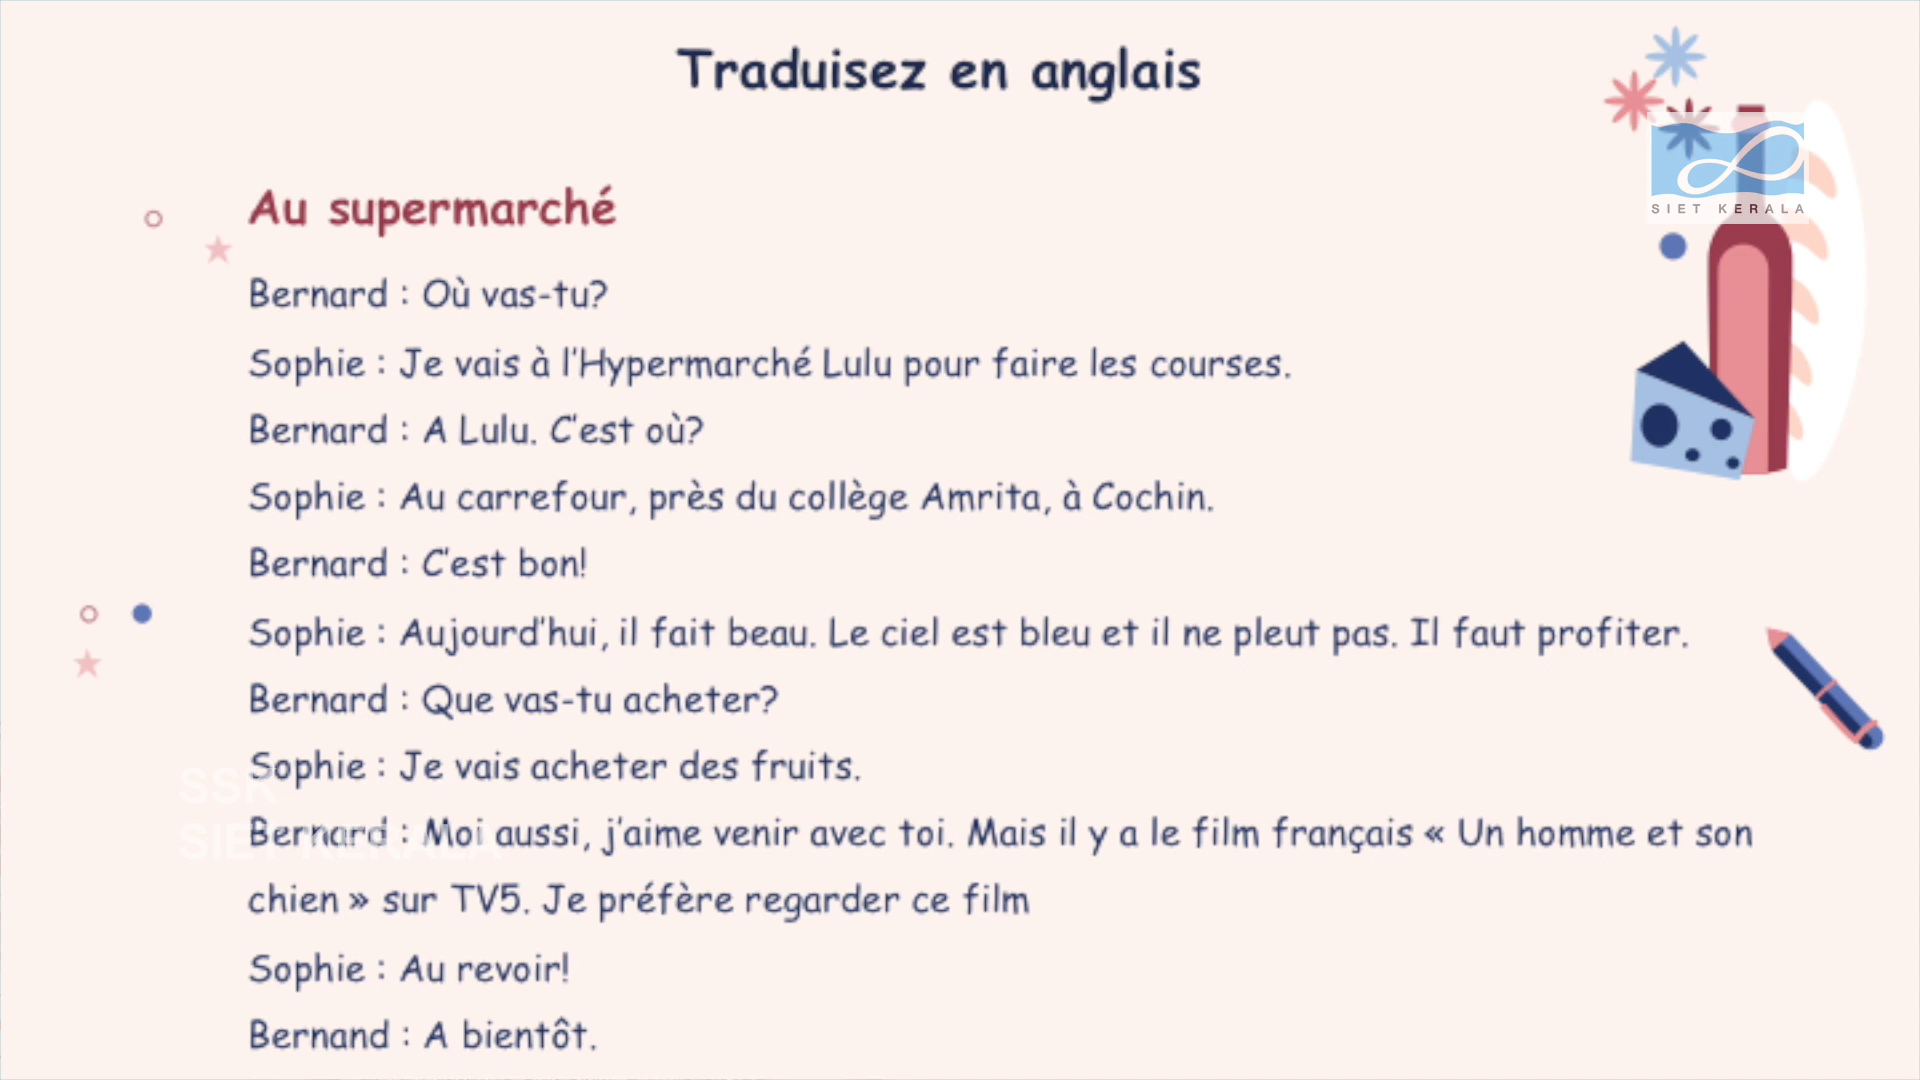 Traduisez en anglais
SIET KERALA
Au supermarché
Bernard : Où vas-tu?
Sophie : Je vais à l'Hypermarché Lulu pour faire les courses.
Bernard : A Lulu. C'est où?
Sophie : Au carrefour, près du collège Amrita, à Cochin.
Bernard : C'est bon!
Sophie : Aujourd'hui, il fait beau. Le ciel est bleu et il ne pleut pas. Il faut profiter.
Bernard : Que vas-tu acheter?
Sophie : Je vais acheter des fruits.
SSK
SIET KERALA
Bernard : Moi aussi, j'aime venir avec toi. Mais il y a le film français « Un homme et son
chien » sur TV5. Je préfère regarder ce film
Sophie : Au revoir!
Bernand : A bientôt.